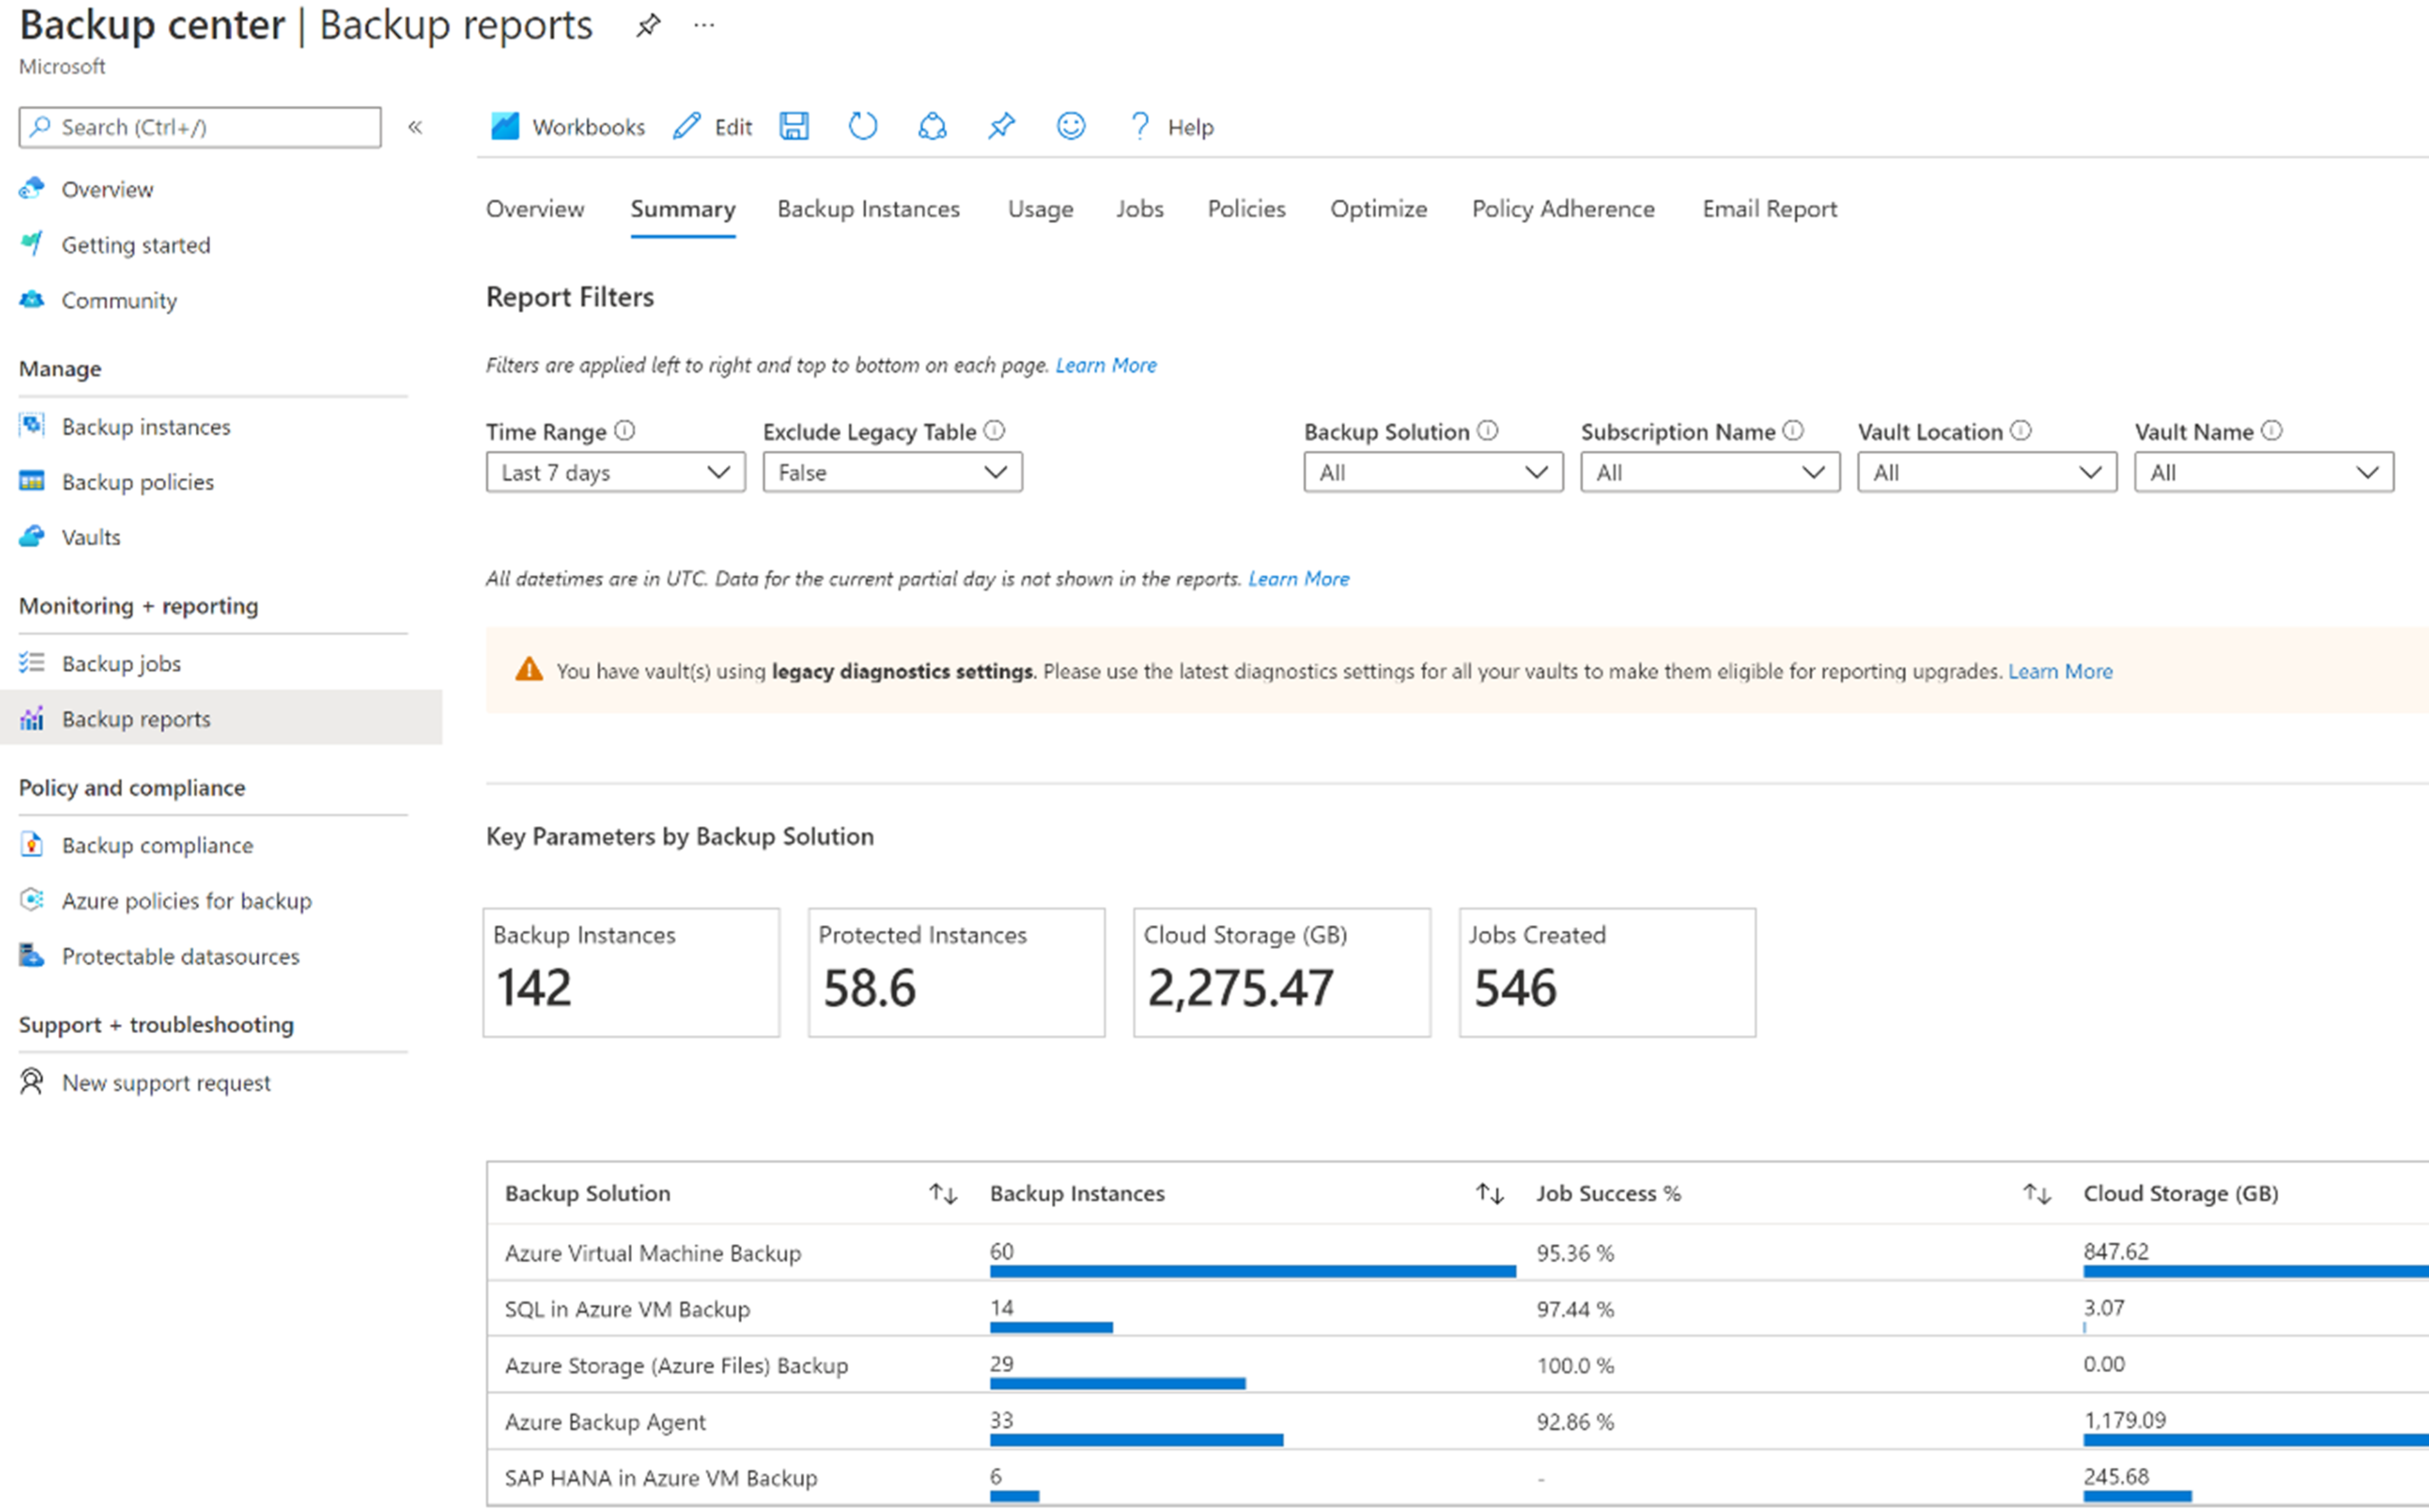 Backup center | Backup reports ...
Microsoft
Search (Ctrl+/) «
Overview
Getting started
Community
Manage
Backup instances
Backup policies
Vaults
Monitoring + reporting
Backup jobs
Backup reports
Policy and compliance
Backup compliance
Azure policies for backup
Protectable datasources
Support + troubleshooting
New support request
Workbooks Edit ? Help
Overview Summary Backup Instances Usage Jobs Policies Optimize Policy Adherence Email Report
Report Filters
Filters are applied left to right and top to bottom on each page. Learn More
Time Range Exclude Legacy Table Backup Solution Subscription Name Vault Location Vault Name
Last 7 days False All All All All
All datetimes are in UTC. Data for the current partial day is not shown in the reports. Learn More
You have vault(s) using legacy diagnostics settings. Please use the latest diagnostics settings for all your vaults to make them eligible for reporting upgrades. Learn More
Key Parameters by Backup Solution
Backup Instances Protected Instances Cloud Storage (GB) Jobs Created
142 58.6 2,275.47 546
Backup Solution ↑↓ Backup Instances ↑↓ Job Success % ↑↓ Cloud Storage (GB)
Azure Virtual Machine Backup 60 95.36 % 847.62
SQL in Azure VM Backup 14 97.44 % 3.07
Azure Storage (Azure Files) Backup 29 100.0 % 0.00
Azure Backup Agent 33 92.86 % 1,179.09
SAP HANA in Azure VM Backup 6 - 245.68